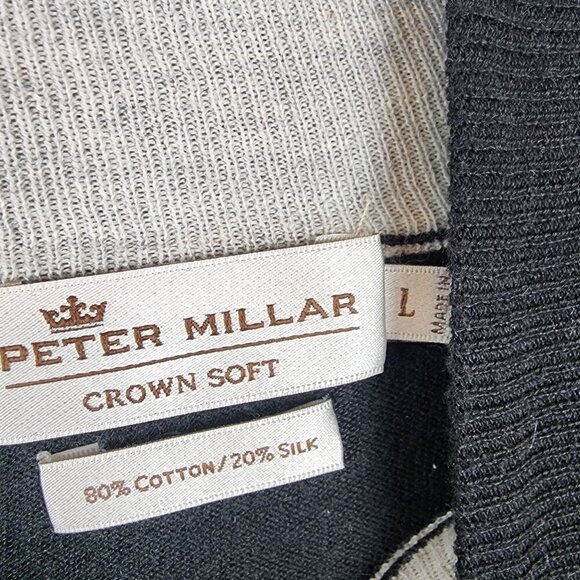 PETER MILLAR
CROWN SOFT
L
MADE IN
80% COTTON/20% SILK